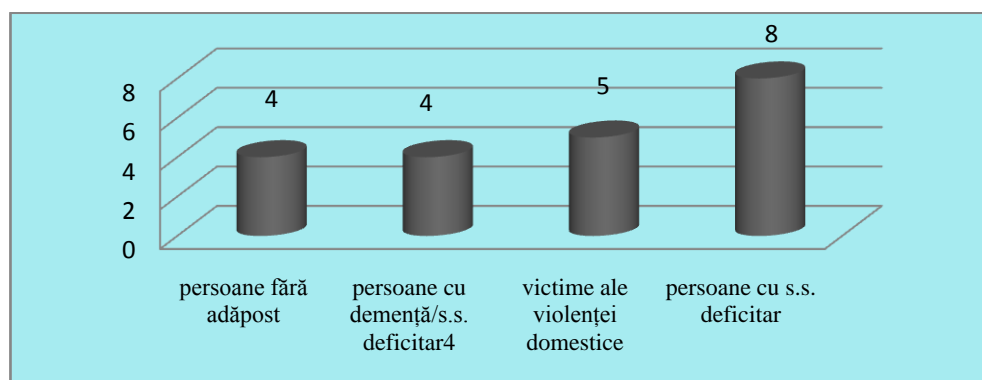 8
5
4
4
8
6
4
2
0
persoane fără
adăpost
persoane cu
demență/s.s.
deficitar4
victime ale
violenței
domestice
persoane cu s.s.
deficitar